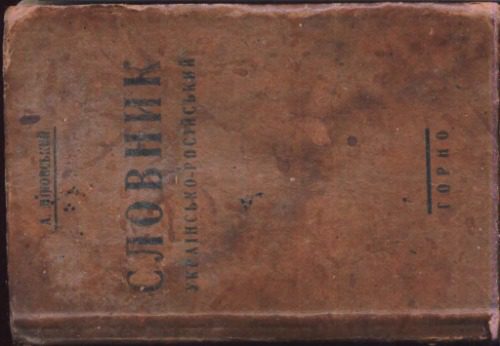 А. НІКОВСЬКИЙ
СЛОВНИК
УКРАЇНСЬКО-РОСІЙСЬКИЙ
ГОРНО